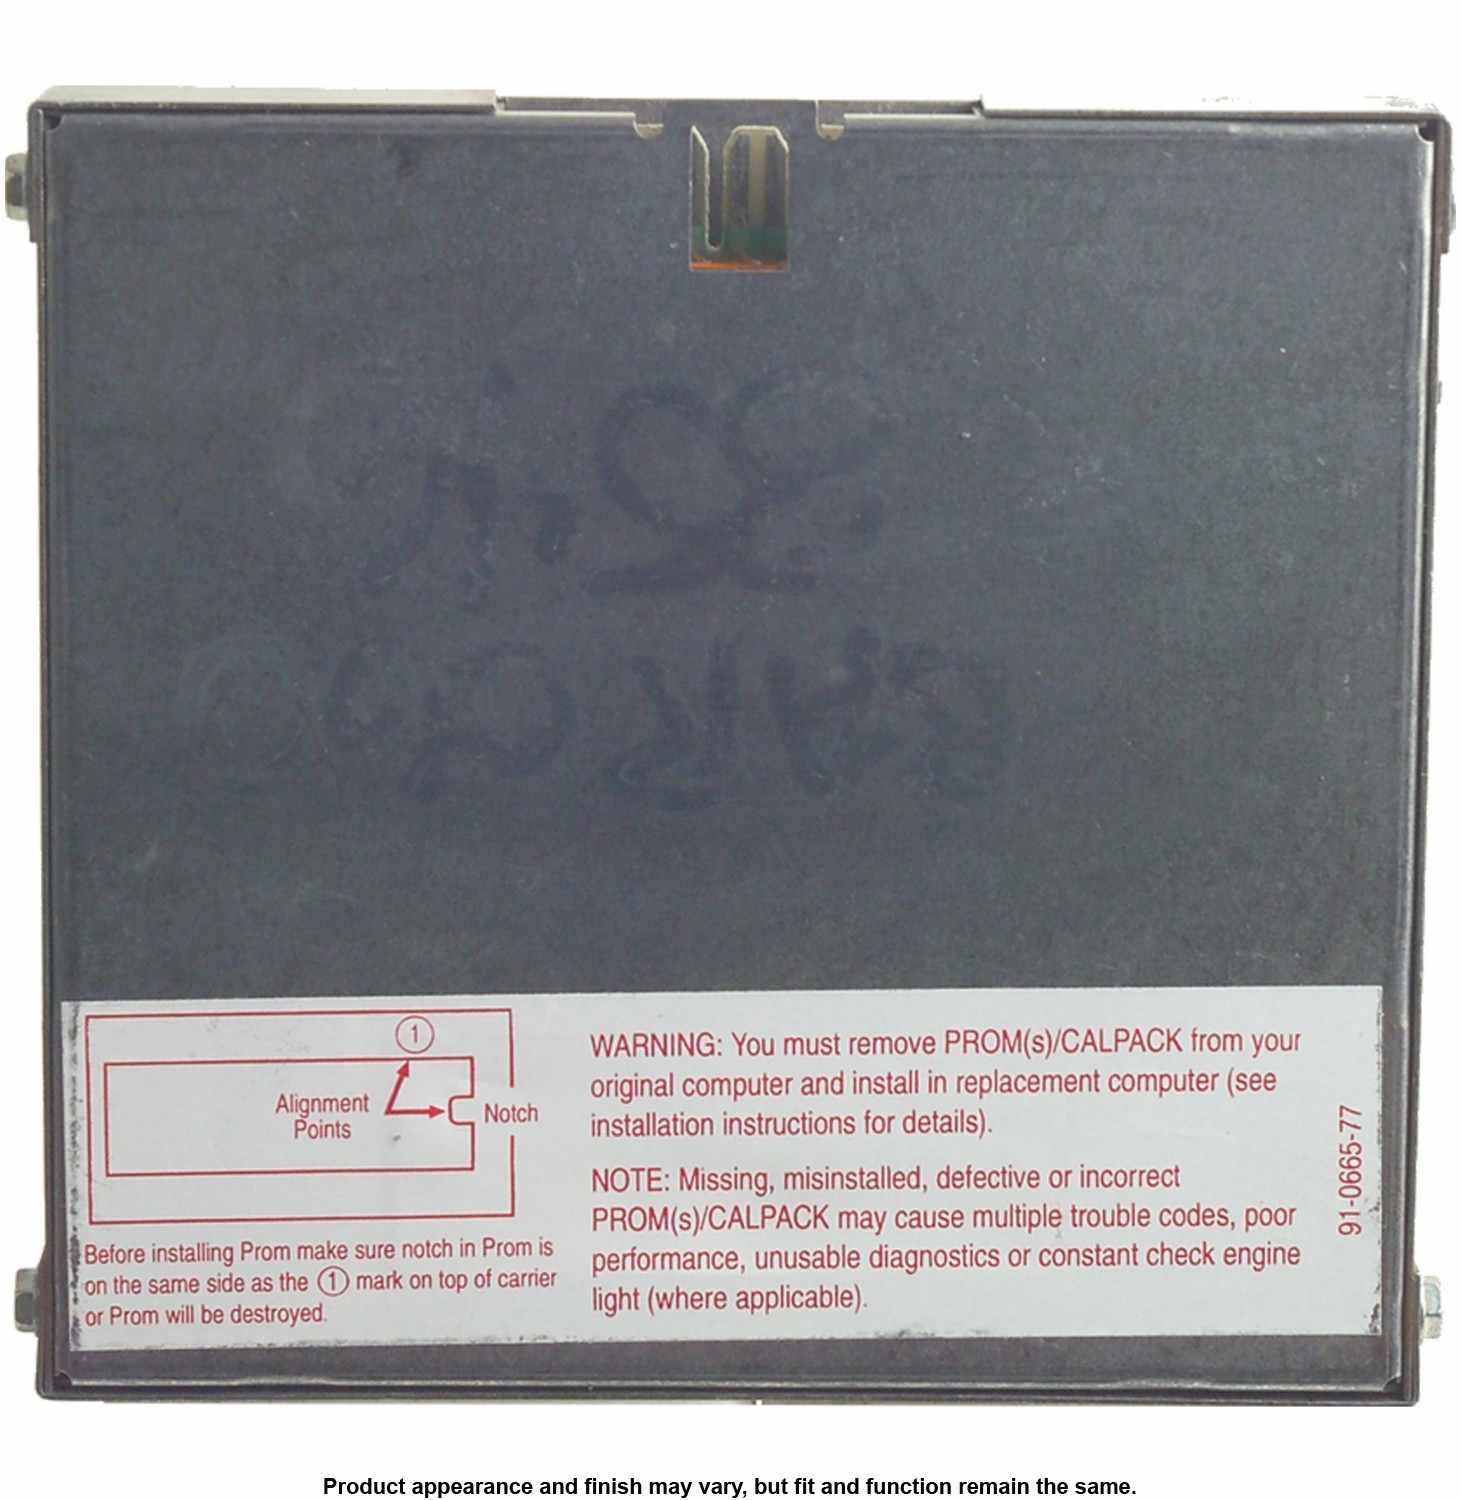 1
Alignment
Points
Notch
Before installing Prom make sure notch in Prom is
on the same side as the 1 mark on top of carrier
or Prom will be destroyed.
WARNING: You must remove PROM(s)/CALPACK from your
original computer and install in replacement computer (see
installation instructions for details).
NOTE: Missing, misinstalled, defective or incorrect
PROM(s)/CALPACK may cause multiple trouble codes, poor
performance, unusable diagnostics or constant check engine
light (where applicable).
91-0665-77
Product appearance and finish may vary, but fit and function remain the same.